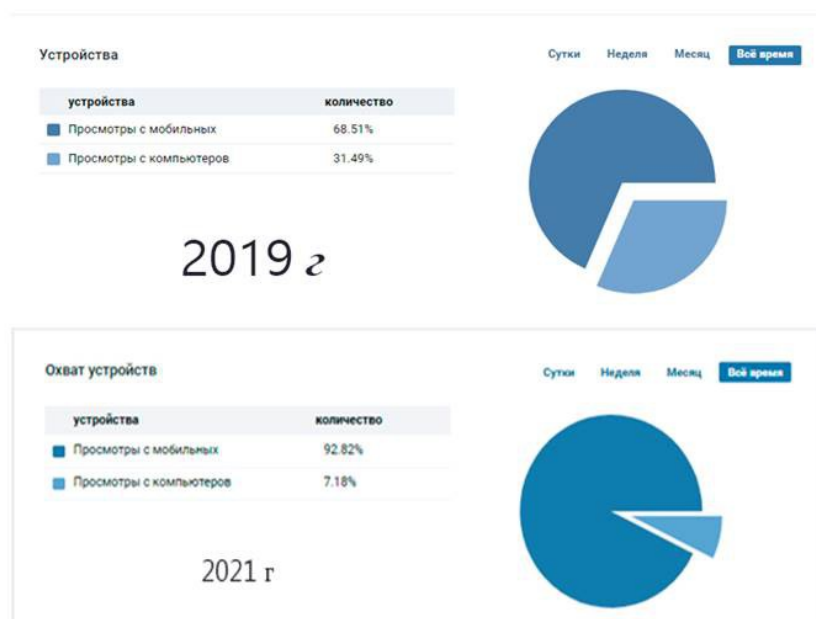 Устройства
Сутки Неделя Месяц Всё время
устройства количество
Просмотры с мобильных 68.51%
Просмотры с компьютеров 31.49%
2019 г
Охват устройств
Сутки Неделя Месяц Всё время
устройства количество
Просмотры с мобильных 92.82%
Просмотры с компьютеров 7.18%
2021 г